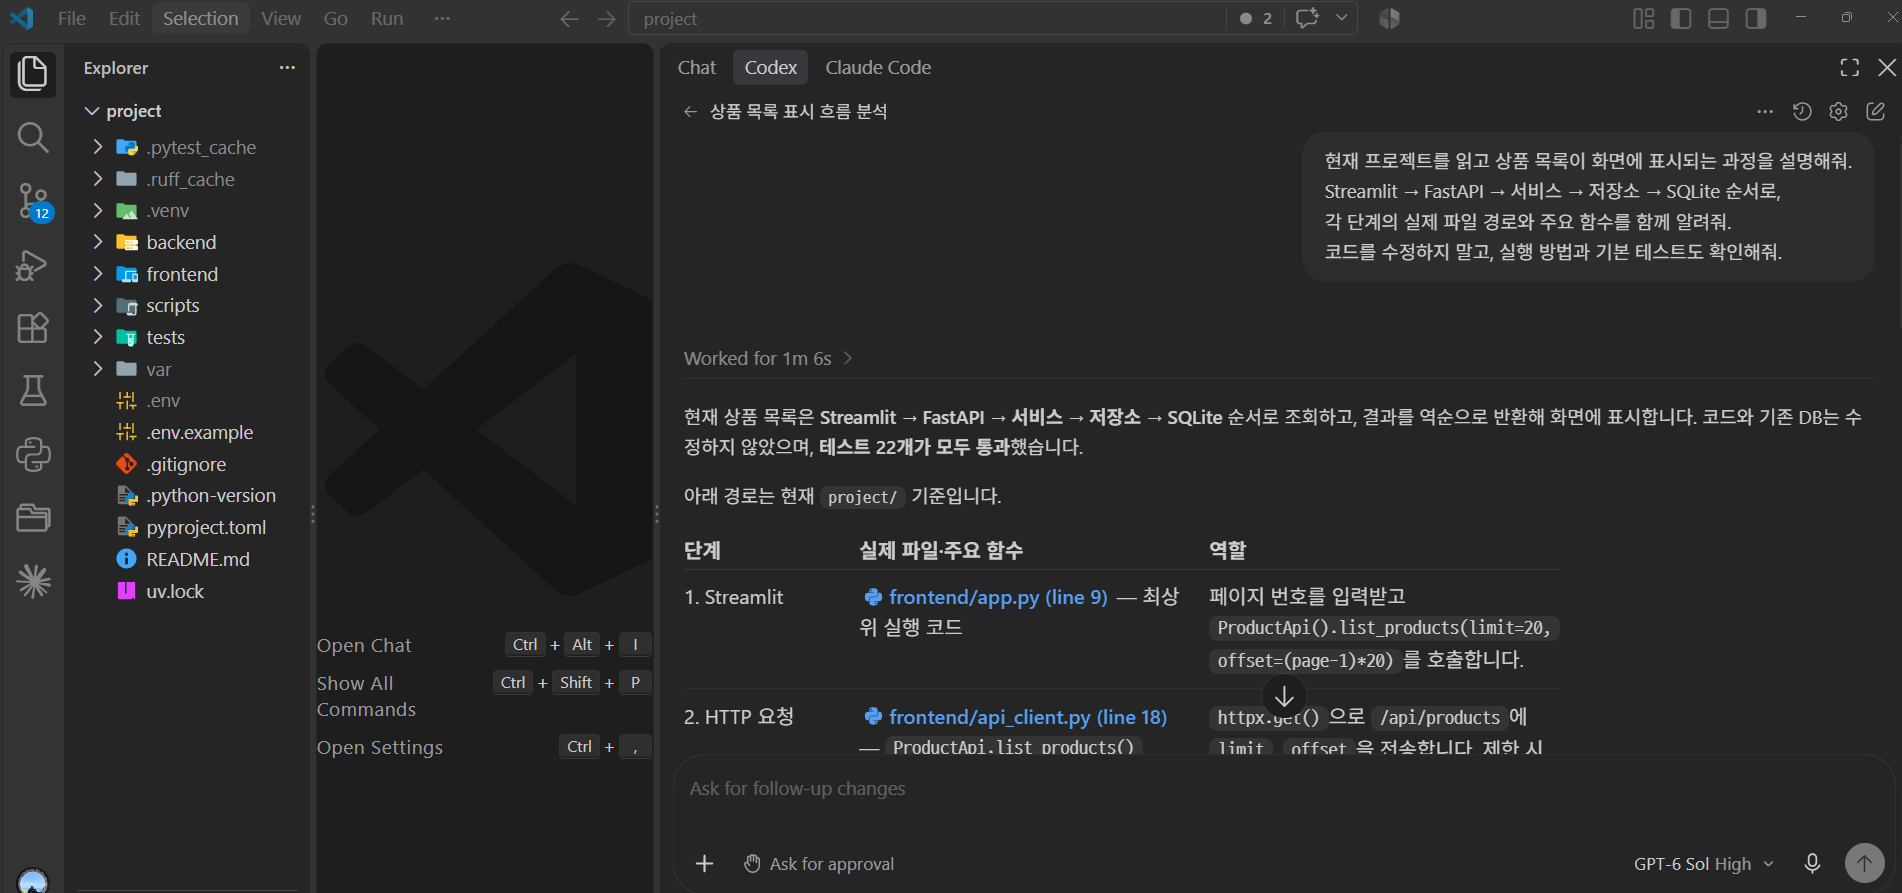 File Edit Selection View Go Run ···
project
2
Explorer ···
project
.pytest_cache
.ruff_cache
.venv
12
backend
frontend
scripts
tests
var
.env
.env.example
.gitignore
.python-version
pyproject.toml
README.md
uv.lock
Open Chat Ctrl + Alt + I
Show All Commands Ctrl + Shift + P
Open Settings Ctrl + ,
Chat Codex Claude Code
← 상품 목록 표시 흐름 분석
현재 프로젝트를 읽고 상품 목록이 화면에 표시되는 과정을 설명해줘.
Streamlit → FastAPI → 서비스 → 저장소 → SQLite 순서로,
각 단계의 실제 파일 경로와 주요 함수를 함께 알려줘.
코드를 수정하지 말고, 실행 방법과 기본 테스트도 확인해줘.
Worked for 1m 6s
현재 상품 목록은 Streamlit → FastAPI → 서비스 → 저장소 → SQLite 순서로 조회하고, 결과를 역순으로 반환해 화면에 표시합니다. 코드와 기존 DB는 수
정하지 않았으며, 테스트 22개가 모두 통과했습니다.
아래 경로는 현재 project/ 기준입니다.
단계 실제 파일·주요 함수 역할
1. Streamlit
frontend/app.py (line 9) — 최상
위 실행 코드
페이지 번호를 입력받고
ProductApi().list_products(limit=20,
offset=(page-1)*20) 를 호출합니다.
2. HTTP 요청
frontend/api_client.py (line 18)
— ProductApi.list_products()
httpx.get() 으로 /api/products 에
limit, offset 을 전송합니다. 제한 시
Ask for follow-up changes
Ask for approval
GPT-6 Sol High